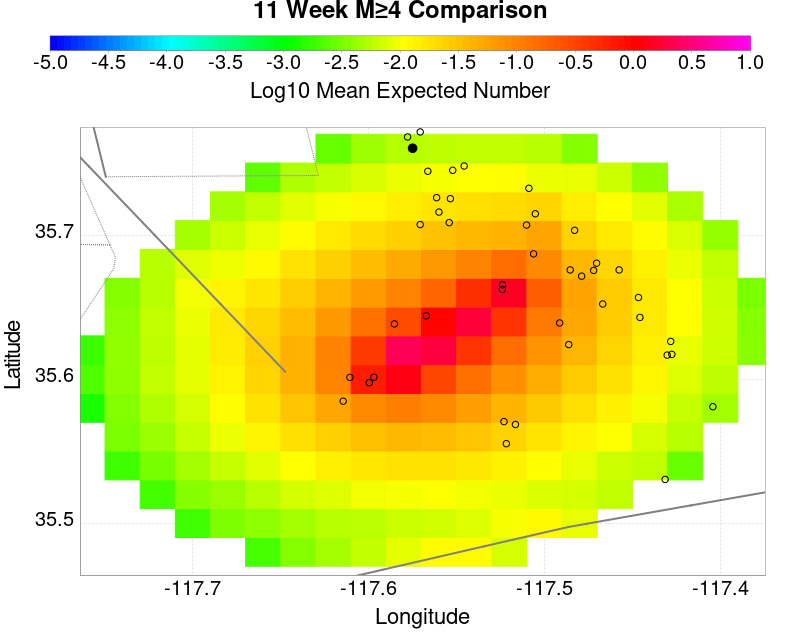 11 Week M≥4 Comparison
-5.0 -4.5 -4.0 -3.5 -3.0 -2.5 -2.0 -1.5 -1.0 -0.5 0.0 0.5 1.0
Log10 Mean Expected Number
35.7
35.6
35.5
Latitude
-117.7 -117.6 -117.5 -117.4
Longitude